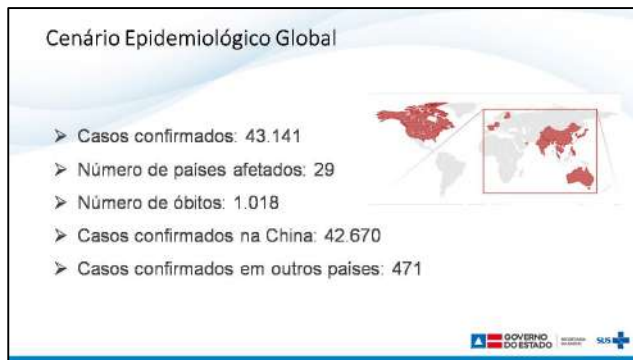 Cenário Epidemiológico Global
➢ Casos confirmados: 43.141
➢ Número de países afetados: 29
➢ Número de óbitos: 1.018
➢ Casos confirmados na China: 42.670
➢ Casos confirmados em outros países: 471
GOVERNO
DO ESTADO
SUS